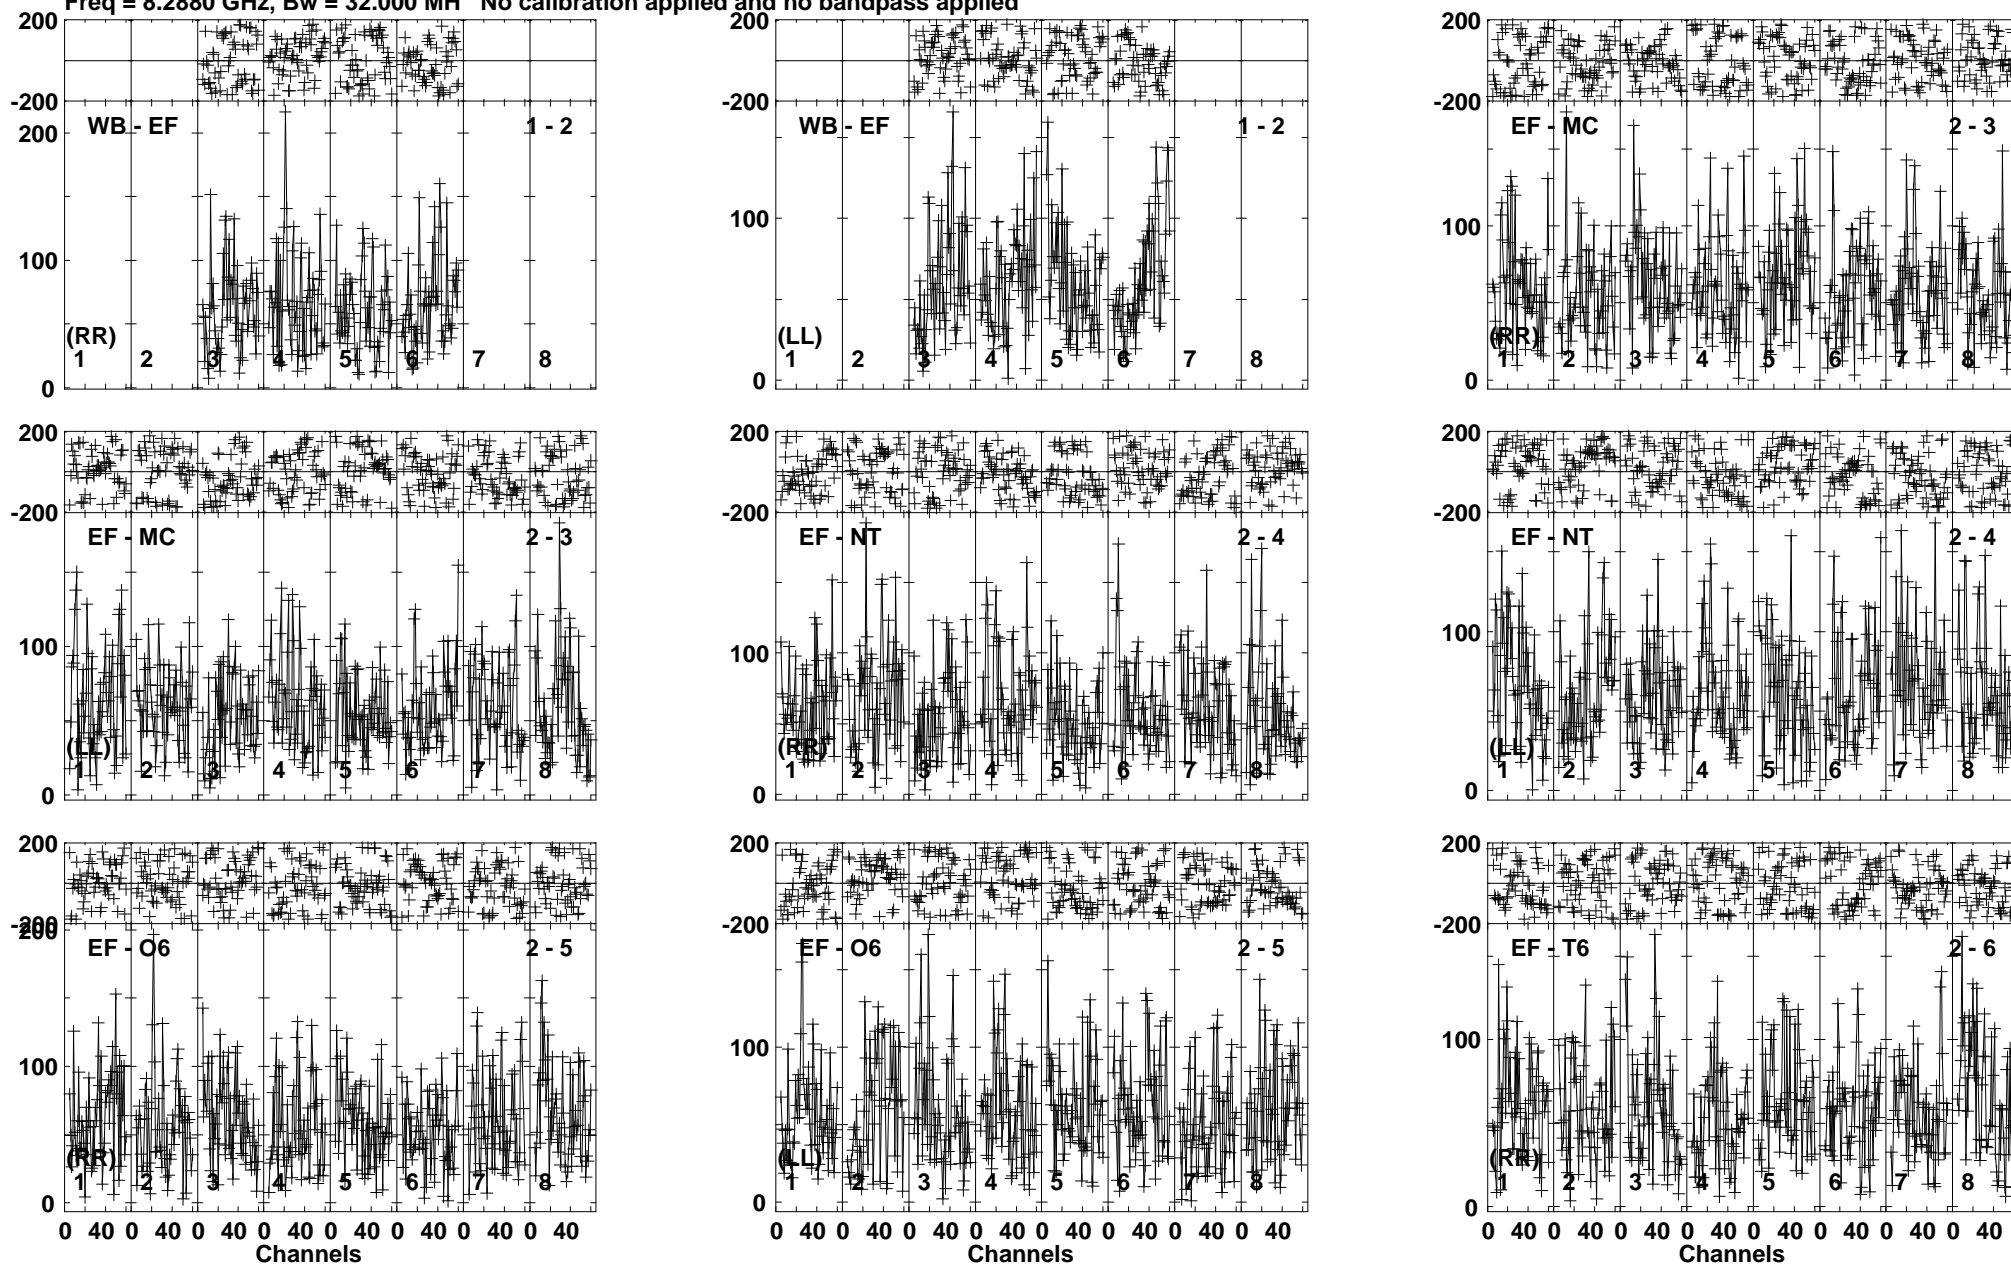 Freq = 8.2880 GHz, Bw = 32.000 MH No calibration applied and no bandpass applied
200
-200
WB - EF 1 - 2
200
100
(RR)
1 2 3 4 5 6 7 8
0
200
-200
WB - EF 1 - 2
100
(LL)
1 2 3 4 5 6 7 8
0
200
-200
EF - MC 2 - 3
100
(RR)
1 2 3 4 5 6 7 8
0
200
-200
EF - MC 2 - 3
100
(LL)
1 2 3 4 5 6 7 8
0
200
-200
EF - NT 2 - 4
100
(RR)
1 2 3 4 5 6 7 8
0
200
-200
EF - NT 2 - 4
100
(LL)
1 2 3 4 5 6 7 8
0
200
-200
200
EF - O6 2 - 5
100
(RR)
1 2 3 4 5 6 7 8
0
0 40 0 40 0 40 0 40 0 40 0 40 0 40 0 40
Channels
200
-200
EF - O6 2 - 5
100
(LL)
1 2 3 4 5 6 7 8
0
0 40 0 40 0 40 0 40 0 40 0 40 0 40 0 40
Channels
200
-200
EF - T6 2 - 6
100
(RR)
1 2 3 4 5 6 7 8
0
0 40 0 40 0 40 0 40 0 40 0 40 0 40 0 40
Channels